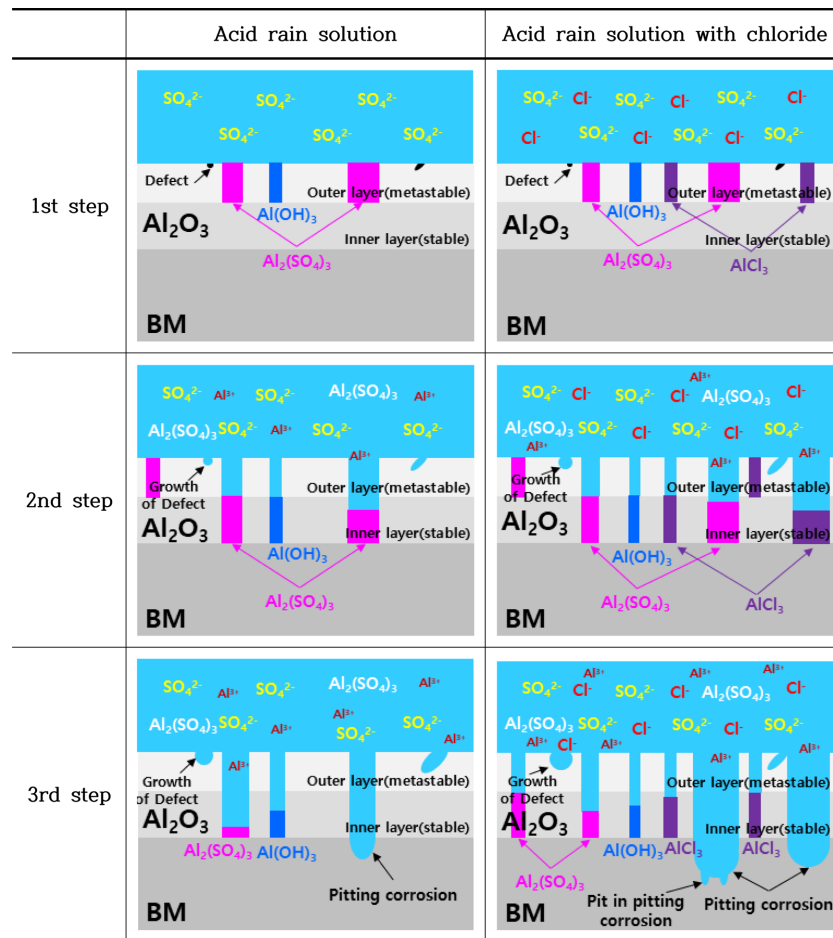 Acid rain solution
Acid rain solution with chloride
1st step
SO₄²⁻ SO₄²⁻ SO₄²⁻
SO₄²⁻ SO₄²⁻ SO₄²⁻
Defect
Outer layer(metastable)
Al(OH)₃
Al₂O₃
Inner layer(stable)
Al₂(SO₄)₃
BM
SO₄²⁻ Cl⁻ SO₄²⁻ Cl⁻ SO₄²⁻ Cl⁻
Cl⁻ SO₄²⁻ Cl⁻ SO₄²⁻ Cl⁻ SO₄²⁻
Defect
Outer layer(metastable)
Al(OH)₃
Al₂O₃
Inner layer(stable)
Al₂(SO₄)₃
AlCl₃
BM
2nd step
SO₄²⁻ Al³⁺ SO₄²⁻ Al₂(SO₄)₃ Al³⁺
Al₂(SO₄)₃ SO₄²⁻ Al³⁺ SO₄²⁻ SO₄²⁻
Al³⁺
Growth
of Defect
Outer layer(metastable)
Al₂O₃
Inner layer(stable)
Al(OH)₃
Al₂(SO₄)₃
BM
Al³⁺
SO₄²⁻ Cl⁻ SO₄²⁻ Cl⁻ Al₂(SO₄)₃ Cl⁻
Al₂(SO₄)₃ SO₄²⁻ Cl⁻ SO₄²⁻ Cl⁻ SO₄²⁻
Al³⁺ Al³⁺ Al³⁺
Growth
of Defect
Outer layer(metastable)
Al₂O₃
Inner layer(stable)
Al(OH)₃
Al₂(SO₄)₃
AlCl₃
BM
3rd step
SO₄²⁻ Al³⁺ SO₄²⁻ Al₂(SO₄)₃ Al³⁺
Al₂(SO₄)₃ SO₄²⁻ Al³⁺ Al³⁺ SO₄²⁻ SO₄²⁻
Al³⁺ Al³⁺
Growth
of Defect
Outer layer(metastable)
Al₂O₃
Inner layer(stable)
Al₂(SO₄)₃ Al(OH)₃
Pitting corrosion
BM
Al³⁺ Al³⁺ Al³⁺
SO₄²⁻ Cl⁻ SO₄²⁻ Cl⁻ Al₂(SO₄)₃ Cl⁻
Al₂(SO₄)₃ SO₄²⁻ Cl⁻ SO₄²⁻ Cl⁻ SO₄²⁻
Al³⁺ Cl⁻ Al³⁺ Al³⁺ Al³⁺
Growth
of Defect
Outer layer(metastable)
Al₂O₃
Inner layer(stable)
Al(OH)₃ AlCl₃ AlCl₃
Al₂(SO₄)₃
Pit in pitting
corrosion
Pitting corrosion
BM